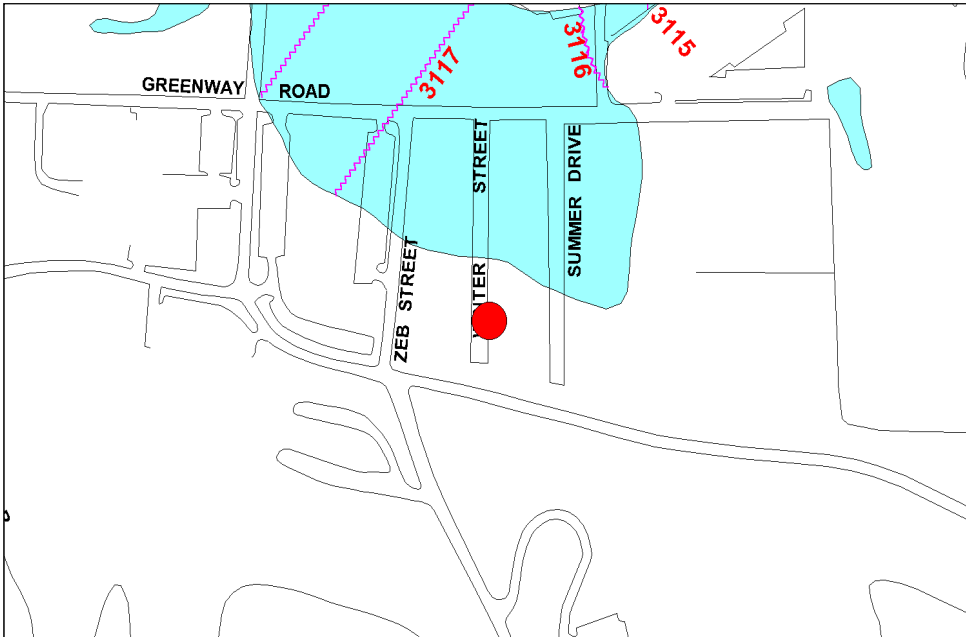 3115
3116
3117
GREENWAY ROAD
ZEB STREET
STREET
SUMMER DRIVE